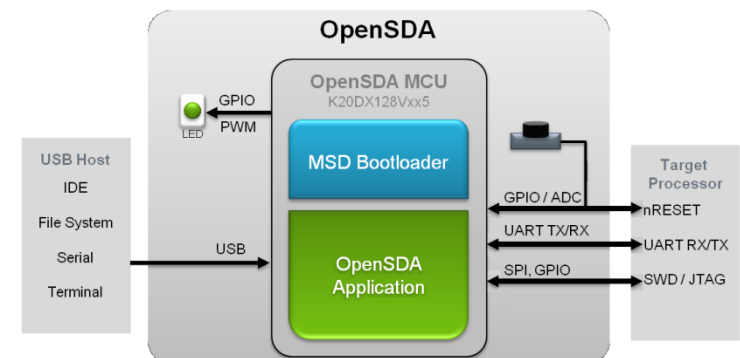 OpenSDA
OpenSDA MCU
K20DX128Vxx5
GPIO
PWM
LED
MSD Bootloader
OpenSDA
Application
USB Host
IDE
File System
Serial
Terminal
USB
GPIO / ADC
UART TX/RX
SPI, GPIO
Target
Processor
nRESET
UART RX/TX
SWD / JTAG